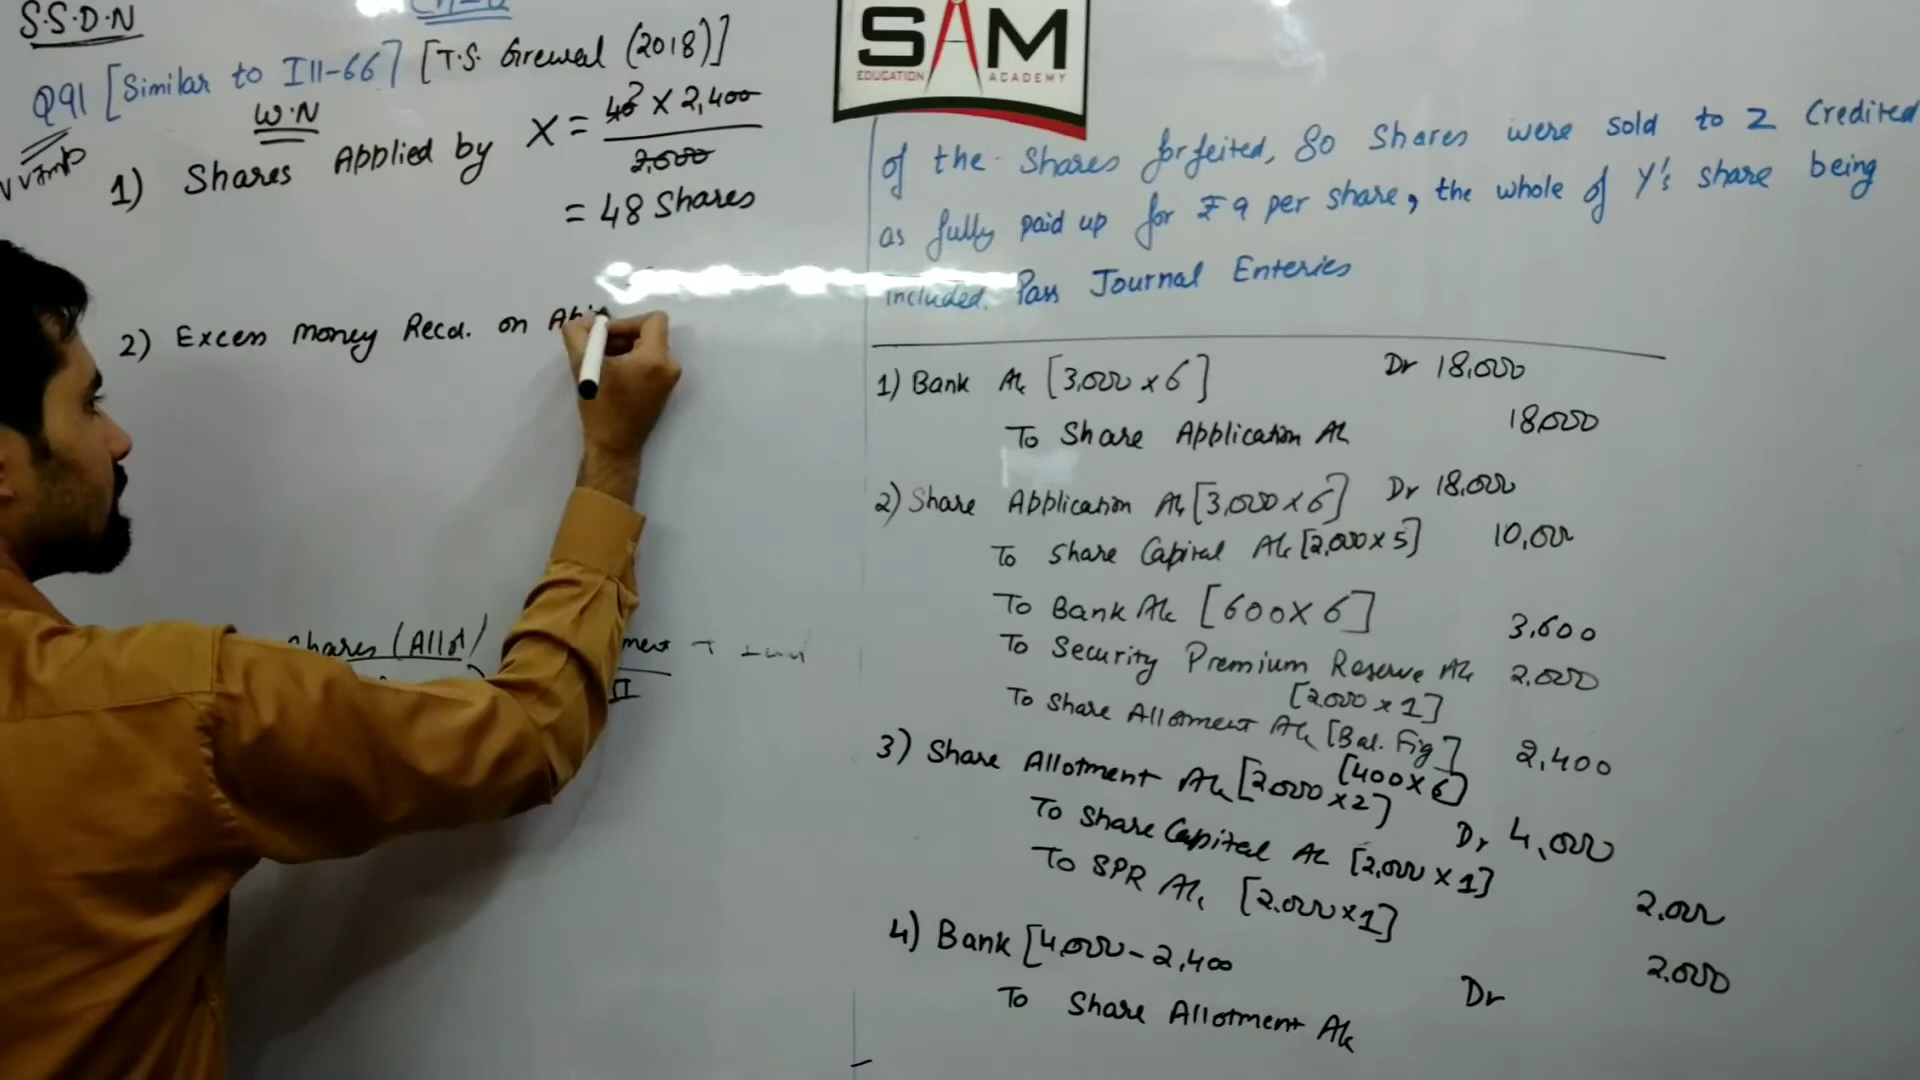 S.S.D.N
Q91 [Similar to Ill-66] [T.S. Grewal (2018)]
W.N
VVImp
1) Shares Applied by X = 40 × 2,400
2,000
= 48 Shares
2) Excess money Recd. on
Shares (Allot)
II
SAM
EDUCATION ACADEMY
of the Shares forfeited, 80 Shares were sold to Z Credited
as fully paid up for ₹9 per share, the whole of Y's share being
included. Pass Journal Enteries
1) Bank A/c [3,000 × 6] Dr 18,000
To Share Application A/c 18,000
2) Share Application A/c [3,000 × 6] Dr 18,000
To Share Capital A/c [2,000 × 5] 10,000
To Bank A/c [600 × 6] 3,600
To Security Premium Reserve A/c 2,000
[2,000 × 1]
To Share Allotment A/c [Bal. Fig] 2,400
[400 × 6]
3) Share Allotment A/c [2,000 × 2] Dr 4,000
To Share Capital A/c [2,000 × 1] 2,000
To SPR A/c [2,000 × 1] 2,000
4) Bank [4,000 - 2,400 Dr
To Share Allotment A/c